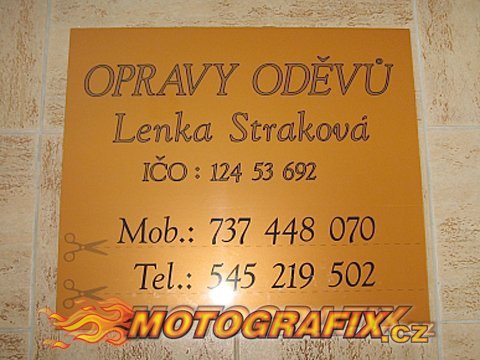 OPRAVY ODĚVŮ
Lenka Straková
IČO : 124 53 692
Mob.: 737 448 070
Tel.: 545 219 502
MOTOGRAFIX.cz